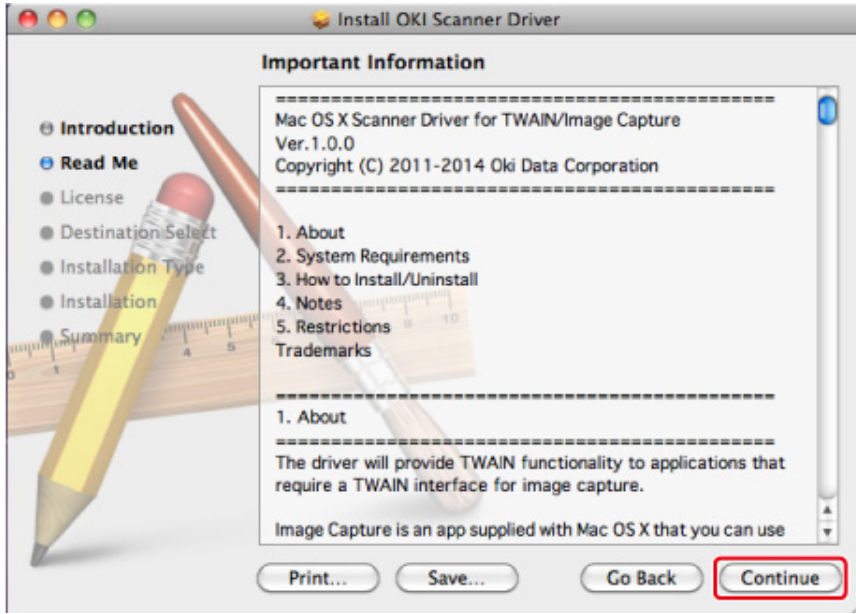 Install OKI Scanner Driver
Important Information
Introduction
Read Me
License
Destination Select
Installation Type
Installation
Summary
==============================================
Mac OS X Scanner Driver for TWAIN/Image Capture
Ver.1.0.0
Copyright (C) 2011-2014 Oki Data Corporation
==============================================
1. About
2. System Requirements
3. How to Install/Uninstall
4. Notes
5. Restrictions
Trademarks
==============================================
1. About
==============================================
The driver will provide TWAIN functionality to applications that
require a TWAIN interface for image capture.
Image Capture is an app supplied with Mac OS X that you can use
Print...
Save...
Go Back
Continue